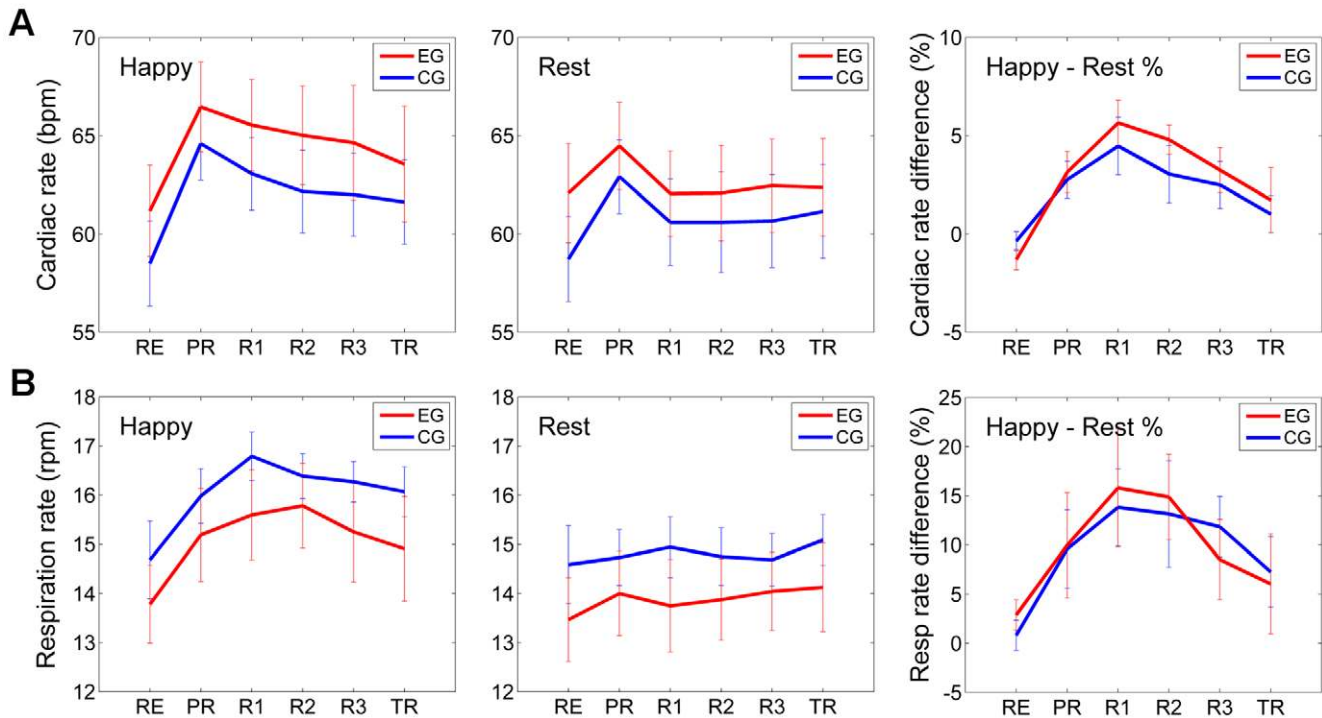 A
Cardiac rate (bpm)
70
65
60
55
Happy
EG
CG
RE PR R1 R2 R3 TR
70
65
60
55
Rest
EG
CG
RE PR R1 R2 R3 TR
Cardiac rate difference (%)
10
5
0
-5
Happy - Rest %
EG
CG
RE PR R1 R2 R3 TR
B
Respiration rate (rpm)
18
17
16
15
14
13
12
Happy
EG
CG
RE PR R1 R2 R3 TR
18
17
16
15
14
13
12
Rest
EG
CG
RE PR R1 R2 R3 TR
Resp rate difference (%)
25
20
15
10
5
0
-5
Happy - Rest %
EG
CG
RE PR R1 R2 R3 TR